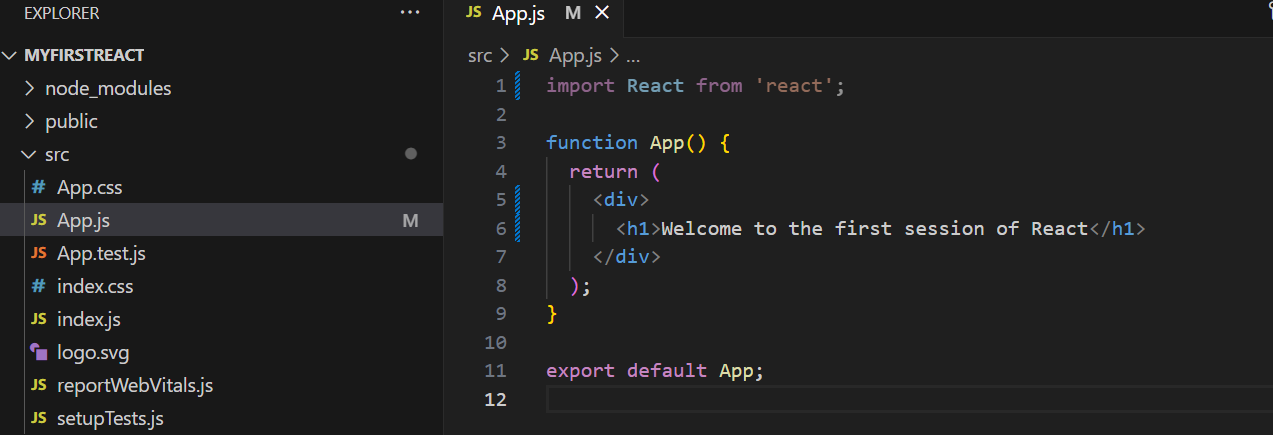 EXPLORER ...
MYFIRSTREACT
node_modules
public
src
# App.css
JS App.js M
JS App.test.js
# index.css
JS index.js
logo.svg
JS reportWebVitals.js
JS setupTests.js
JS App.js M
src > JS App.js > ...
1 import React from 'react';
2
3 function App() {
4 return (
5 <div>
6 <h1>Welcome to the first session of React</h1>
7 </div>
8 );
9 }
10
11 export default App;
12